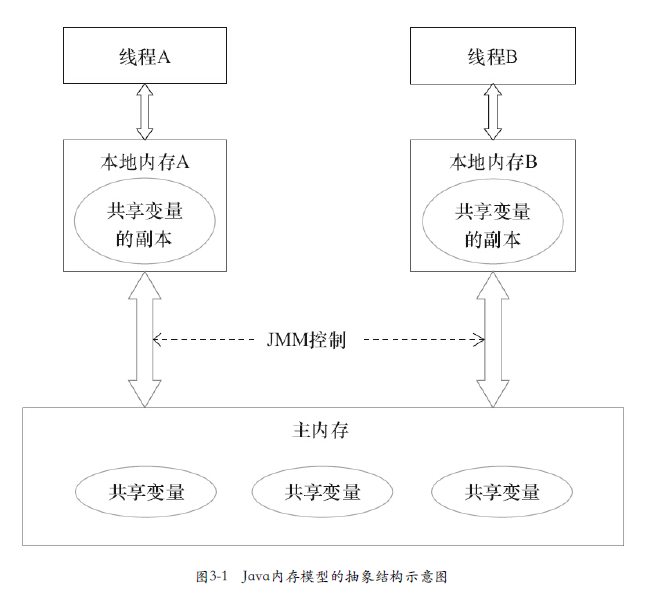 线程A
线程B
本地内存A
共享变量
的副本
本地内存B
共享变量
的副本
JMM控制
主内存
共享变量
共享变量
共享变量
图3-1 Java内存模型的抽象结构示意图